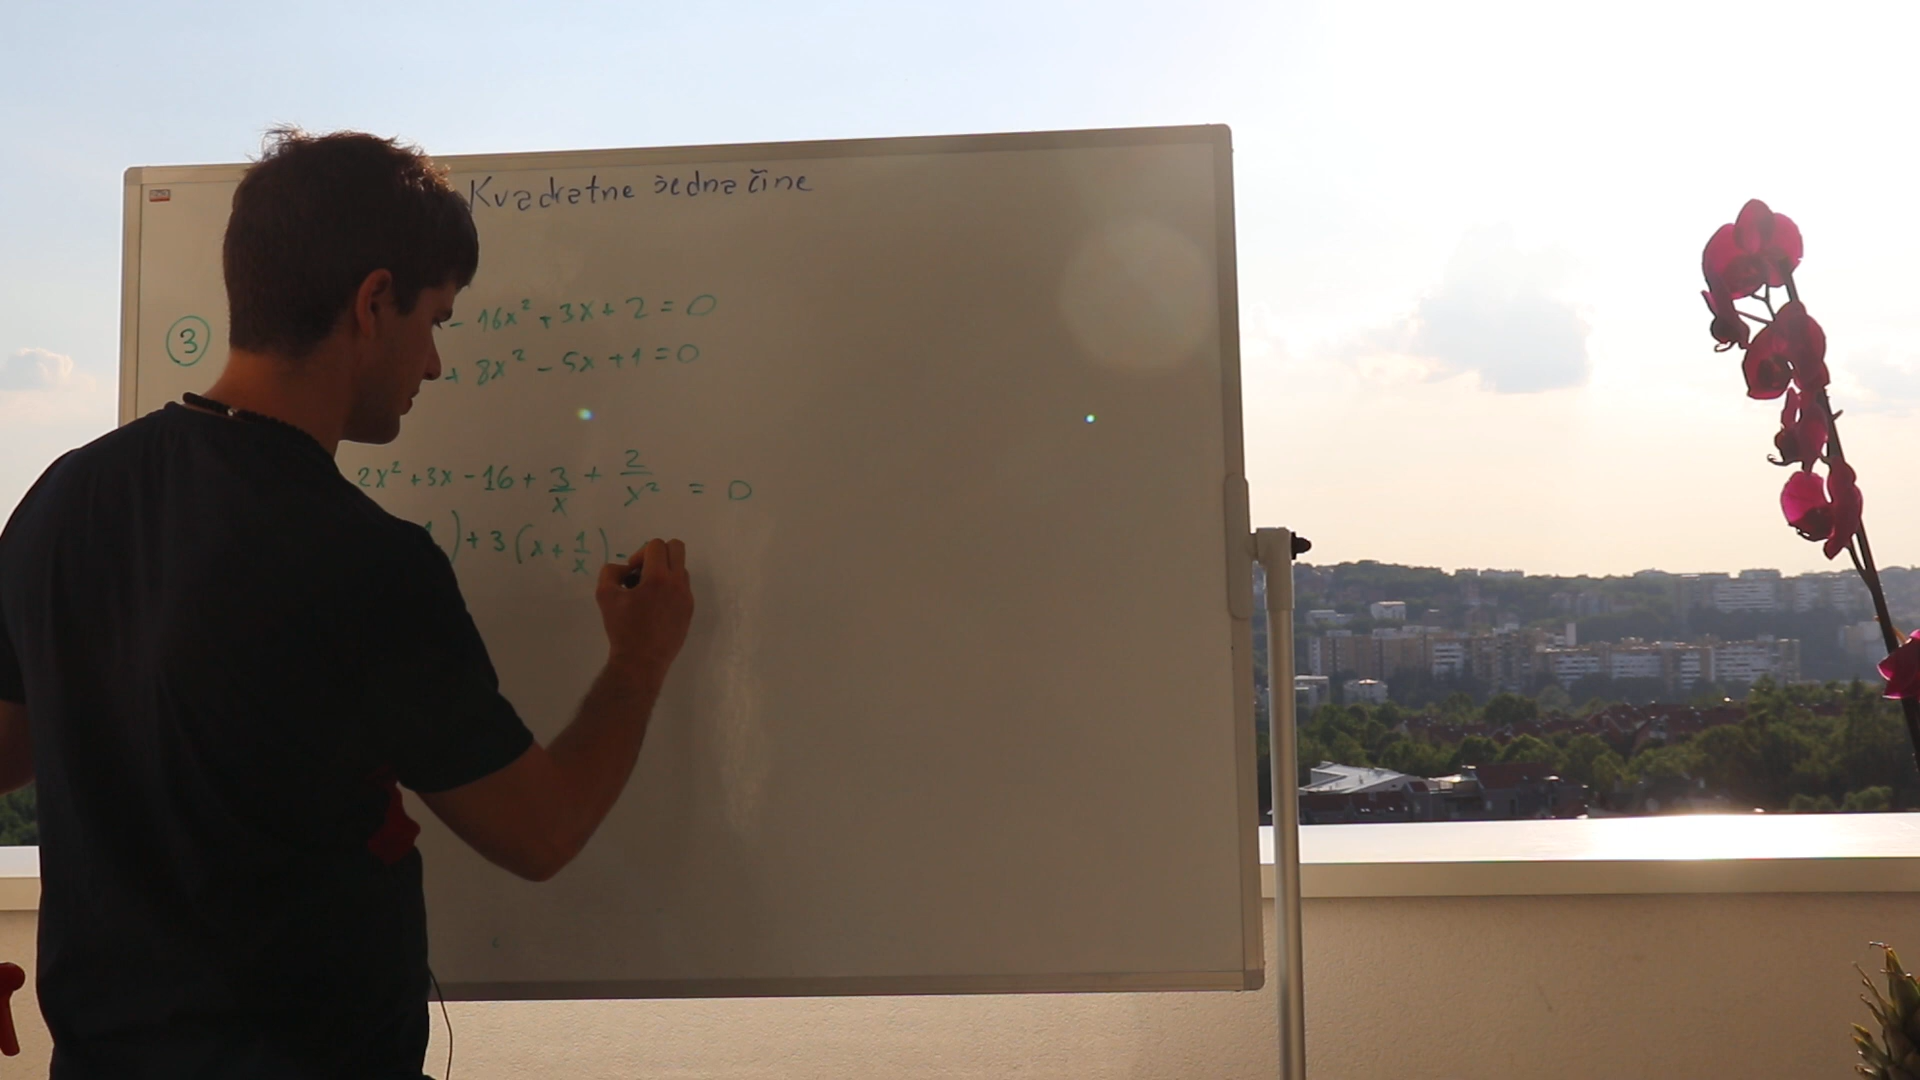 Kvadratne jednačine
3
- 16x² + 3x + 2 = 0
+ 8x² - 5x + 1 = 0
2x² + 3x - 16 + 3/x + 2/x² = 0
) + 3 (x + 1/x) -